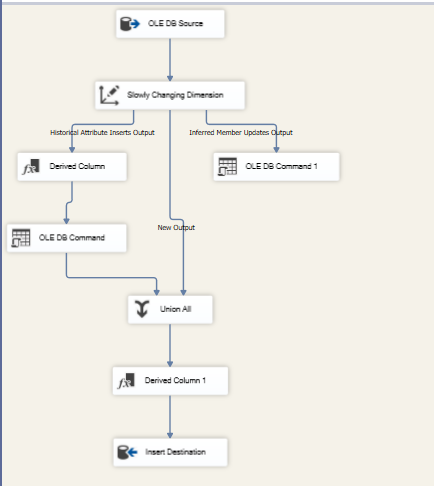 OLE DB Source
Slowly Changing Dimension
Historical Attribute Inserts Output
Inferred Member Updates Output
Derived Column
OLE DB Command 1
New Output
OLE DB Command
Union All
Derived Column 1
Insert Destination